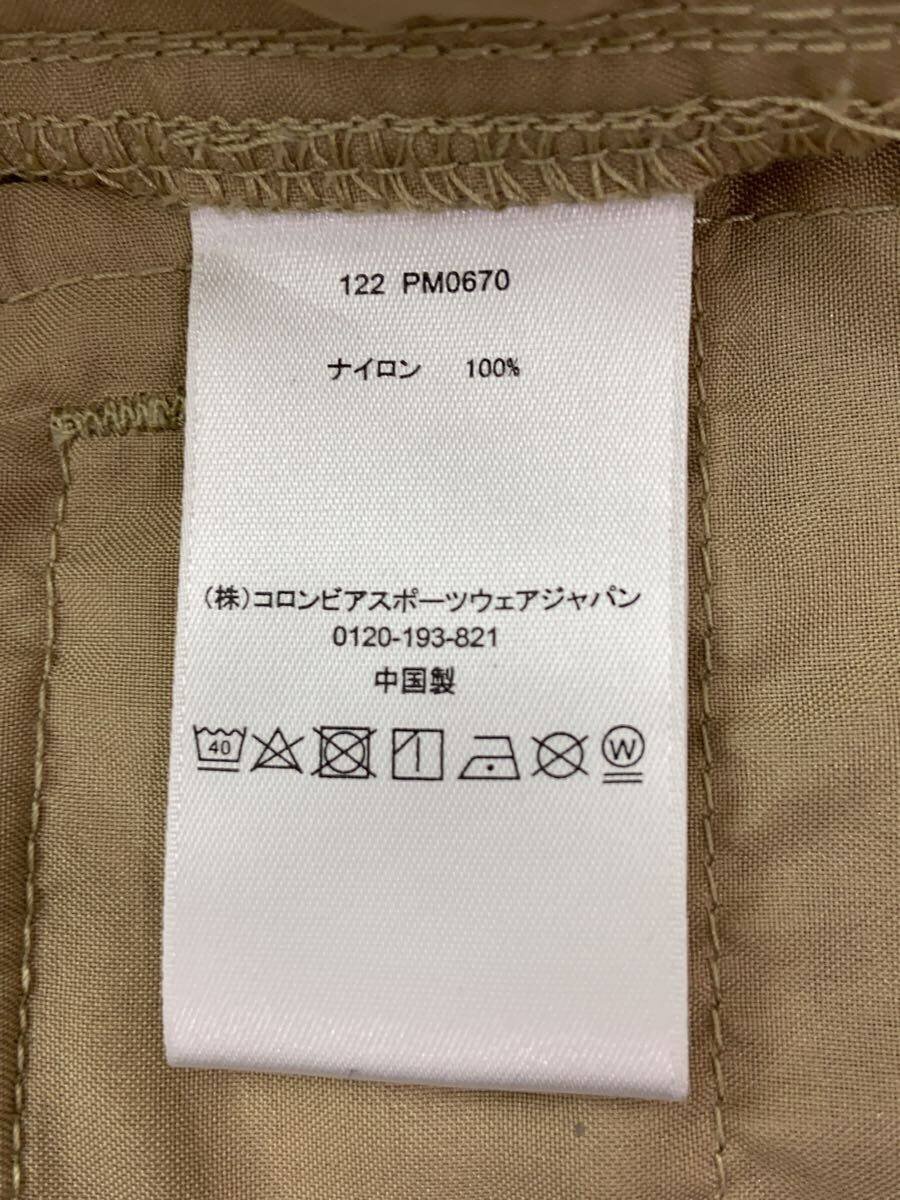 122 PM0670
ナイロン 100%
(株)コロンビアスポーツウェアジャパン
0120-193-821
中国製
40
W